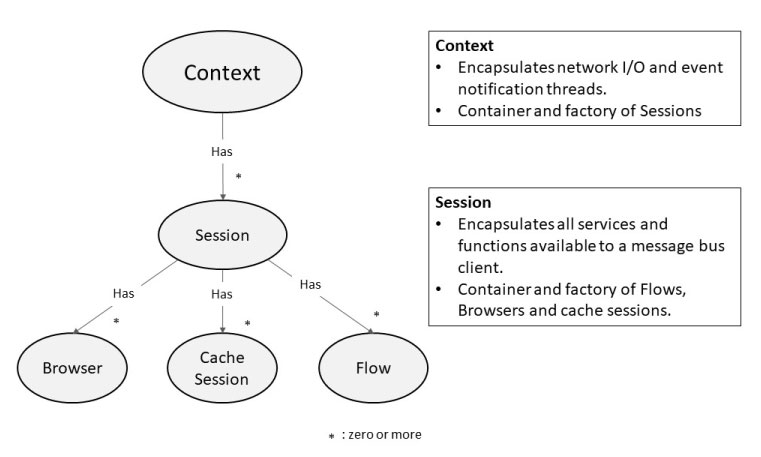 Context
Has
*
Session
Has
Has
Has
*
*
*
Browser
Cache
Session
Flow
Context
• Encapsulates network I/O and event
notification threads.
• Container and factory of Sessions
Session
• Encapsulates all services and
functions available to a message bus
client.
• Container and factory of Flows,
Browsers and cache sessions.
* : zero or more